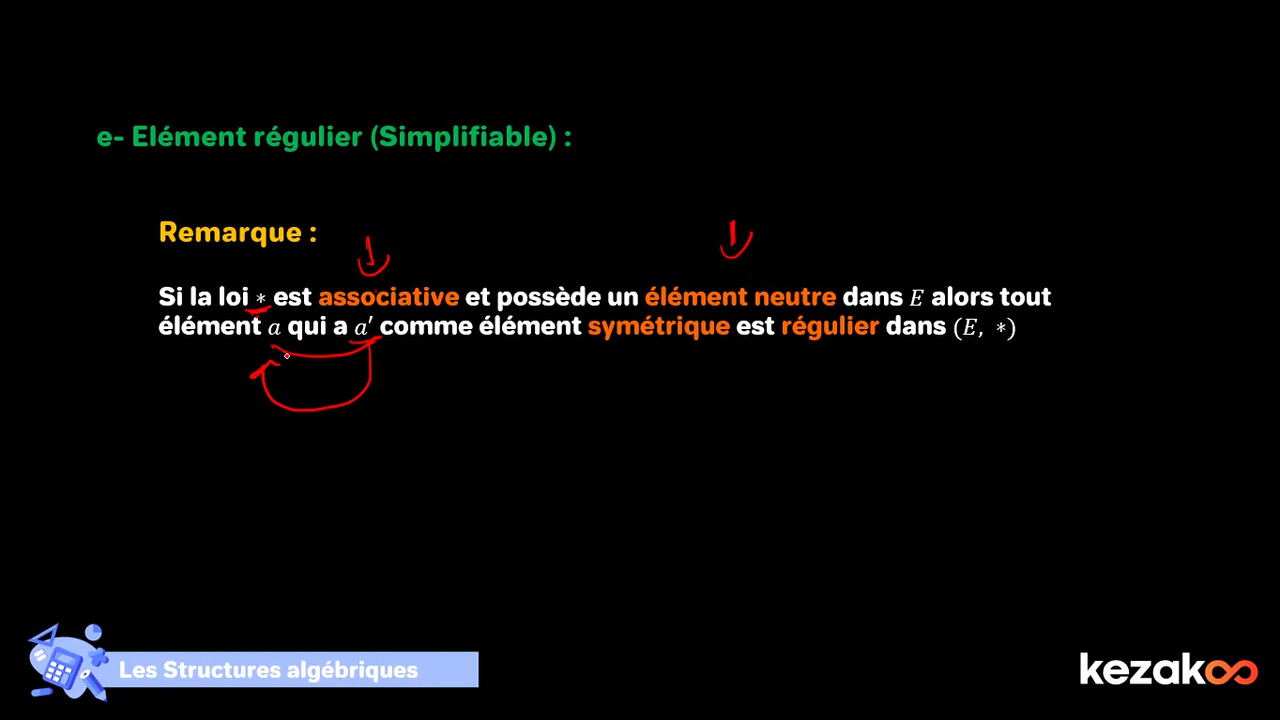 e- Elément régulier (Simplifiable) :
Remarque :
Si la loi * est associative et possède un élément neutre dans E alors tout
élément a qui a a′ comme élément symétrique est régulier dans (E, *)
Les Structures algébriques
kezakoo